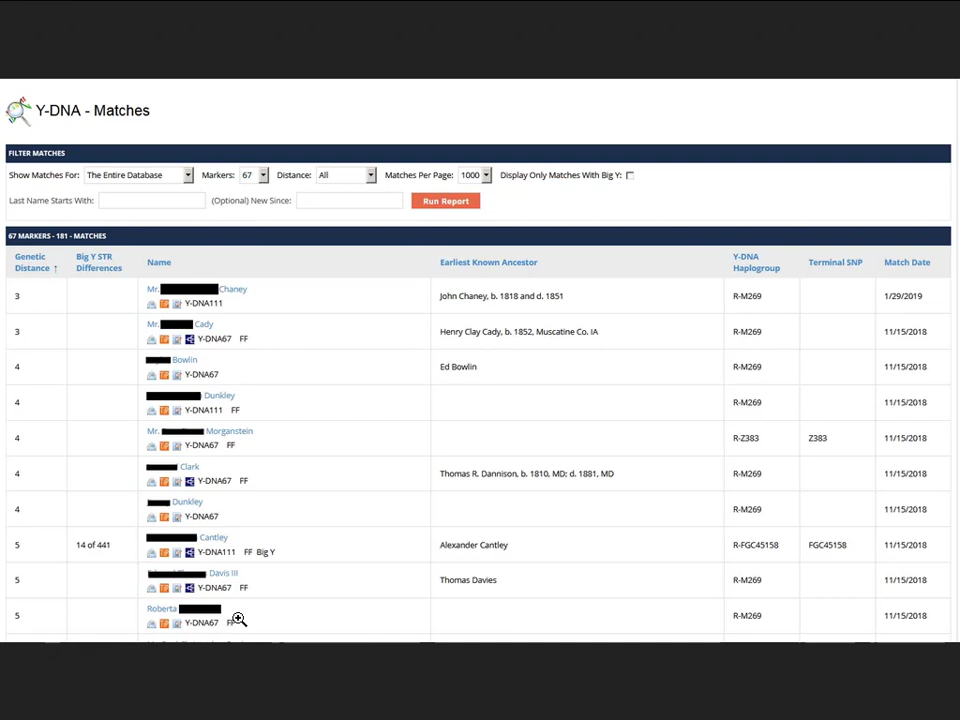 Y-DNA - Matches
FILTER MATCHES
Show Matches For: The Entire Database Markers: 67 Distance: All Matches Per Page: 1000 Display Only Matches With Big Y:
Last Name Starts With: (Optional) New Since: Run Report
67 MARKERS - 181 - MATCHES
Genetic Distance ↑ Big Y STR Differences Name Earliest Known Ancestor Y-DNA Haplogroup Terminal SNP Match Date
3 Mr. Chaney John Chaney, b. 1818 and d. 1851 R-M269 1/29/2019
Y-DNA111
3 Mr. Cady Henry Clay Cady, b. 1852, Muscatine Co. IA R-M269 11/15/2018
Y-DNA67 FF
4 Bowlin Ed Bowlin R-M269 11/15/2018
Y-DNA67
4 Dunkley R-M269 11/15/2018
Y-DNA111 FF
4 Mr. Morganstein R-Z383 Z383 11/15/2018
Y-DNA67 FF
4 Clark Thomas R. Dannison, b. 1810, MD; d. 1881, MD R-M269 11/15/2018
Y-DNA67 FF
4 Dunkley R-M269 11/15/2018
Y-DNA67
5 14 of 441 Cantley Alexander Cantley R-FGC45158 FGC45158 11/15/2018
Y-DNA111 FF Big Y
5 Davis III Thomas Davies R-M269 11/15/2018
Y-DNA67 FF
5 Roberta R-M269 11/15/2018
Y-DNA67 FF